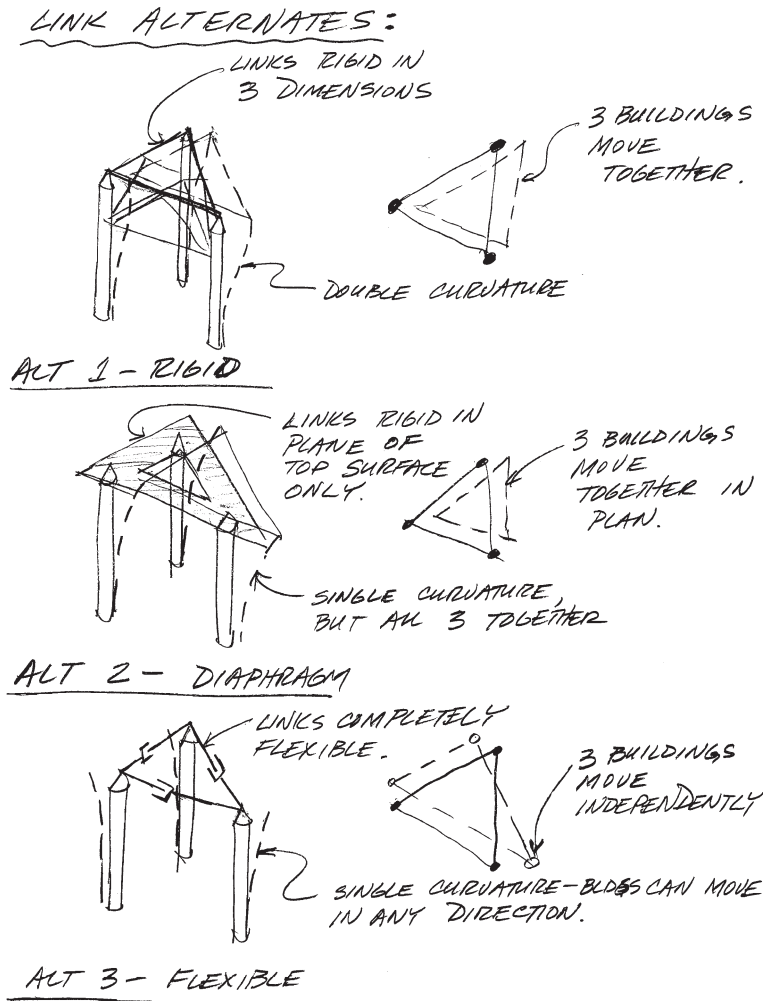 LINK ALTERNATES:
LINKS RIGID IN
3 DIMENSIONS
3 BUILDINGS
MOVE
TOGETHER.
DOUBLE CURVATURE
ALT 1 - RIGID
LINKS RIGID IN
PLANE OF
TOP SURFACE
ONLY.
3 BUILDINGS
MOVE
TOGETHER IN
PLAN.
SINGLE CURVATURE,
BUT ALL 3 TOGETHER
ALT 2 - DIAPHRAGM
LINKS COMPLETELY
FLEXIBLE.
3 BUILDINGS
MOVE
INDEPENDENTLY
SINGLE CURVATURE - BLDGS CAN MOVE
IN ANY DIRECTION.
ALT 3 - FLEXIBLE